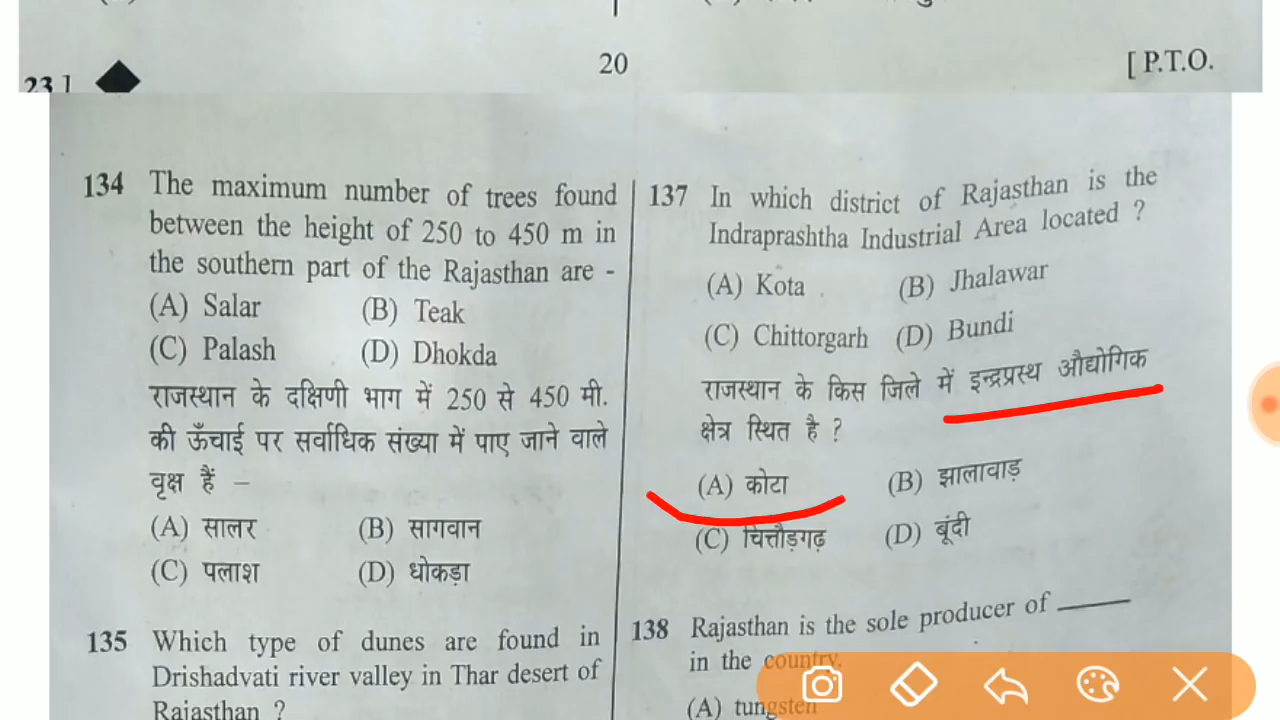 20
[ P.T.O.
23 ]
134 The maximum number of trees found
between the height of 250 to 450 m in
the southern part of the Rajasthan are -
(A) Salar (B) Teak
(C) Palash (D) Dhokda
राजस्थान के दक्षिणी भाग में 250 से 450 मी.
की ऊँचाई पर सर्वाधिक संख्या में पाए जाने वाले
वृक्ष हैं –
(A) सालर (B) सागवान
(C) पलाश (D) धोकड़ा
135 Which type of dunes are found in
Drishadvati river valley in Thar desert of
Rajasthan ?
137 In which district of Rajasthan is the
Indraprashtha Industrial Area located ?
(A) Kota (B) Jhalawar
(C) Chittorgarh (D) Bundi
राजस्थान के किस जिले में इन्द्रप्रस्थ औद्योगिक
क्षेत्र स्थित है ?
(A) कोटा (B) झालावाड़
(C) चित्तौड़गढ़ (D) बूंदी
138 Rajasthan is the sole producer of
in the country.
(A) tungsten